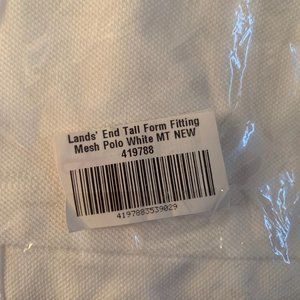 Lands' End Tall Form Fitting
Mesh Polo White MT NEW
419788
4197883539029